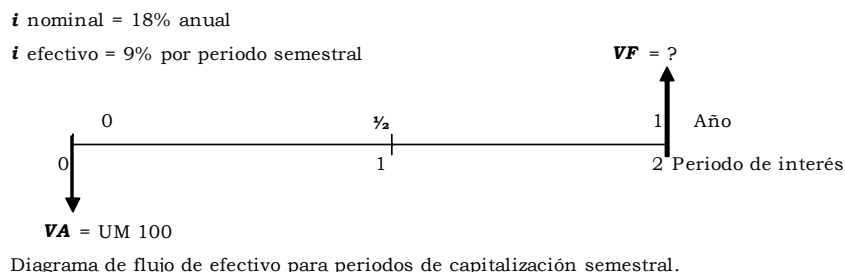 i nominal = 18% anual
i efectivo = 9% por periodo semestral
VF = ?
0 ½ 1 Año
0 1 2 Periodo de interés
VA = UM 100
Diagrama de flujo de efectivo para periodos de capitalización semestral.